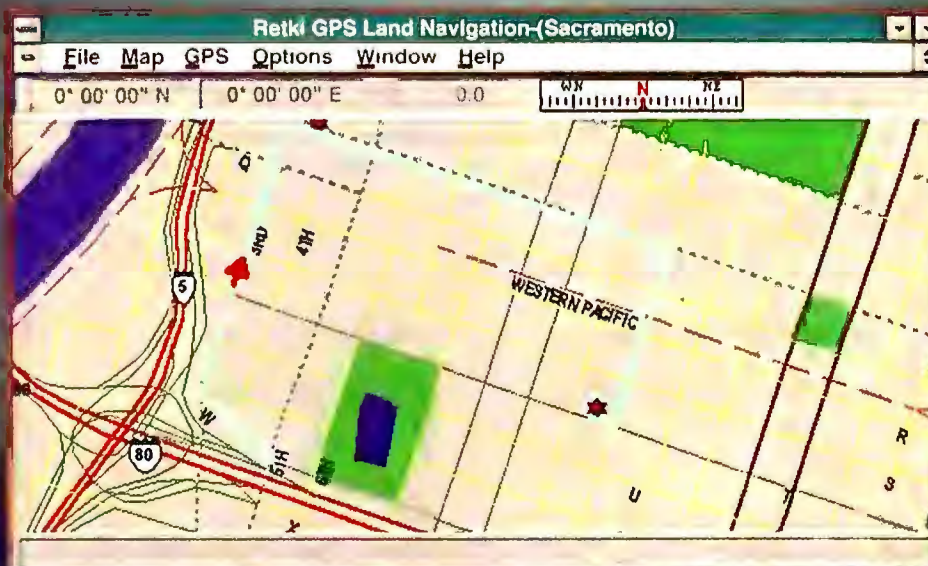 Retki GPS Land Navigation-(Sacramento)
File Map GPS Options Window Help
0° 00' 00" N 0° 00' 00" E 0.0 N NE
Q
3RD
4TH
5
WESTERN PACIFIC
W
80
5TH
R
S
U
X